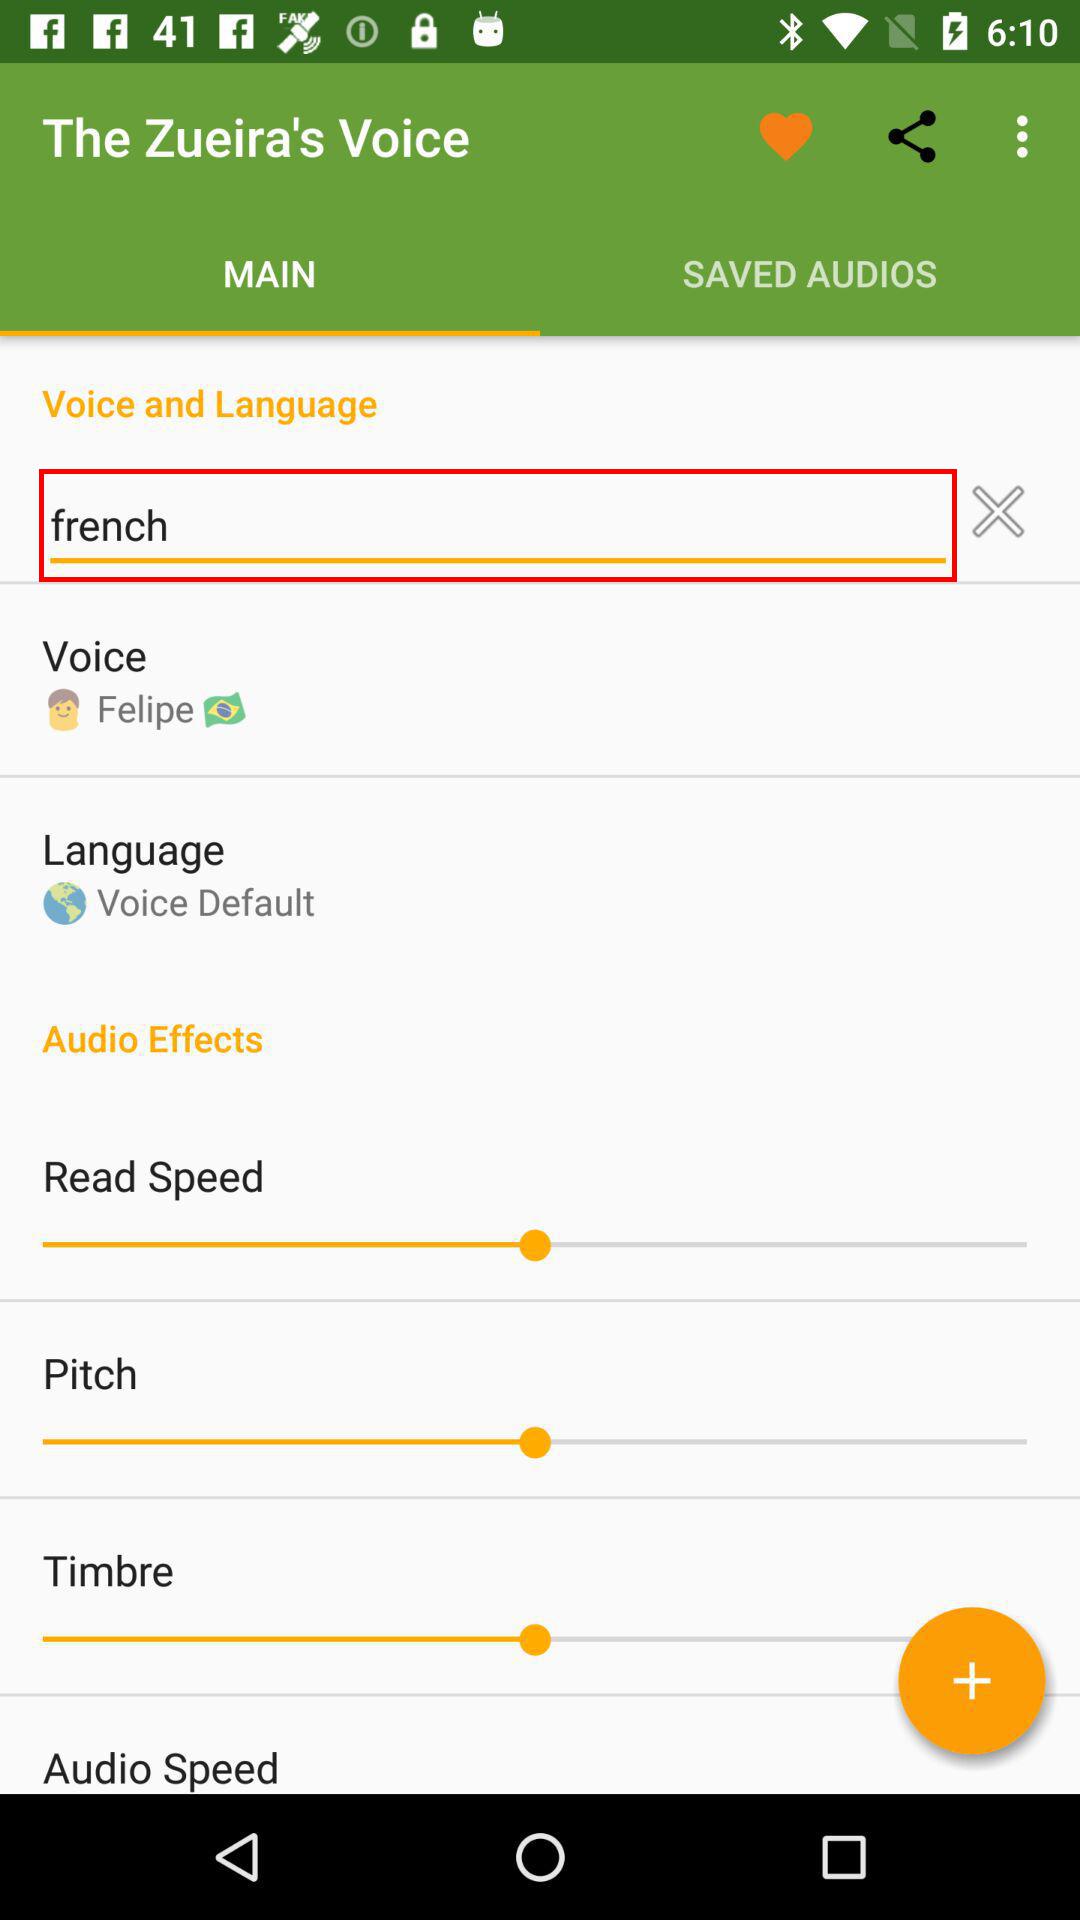 41
FAKE
6:10
The Zueira's Voice
MAIN
SAVED AUDIOS
Voice and Language
french
Voice
Felipe
Language
Voice Default
Audio Effects
Read Speed
Pitch
Timbre
Audio Speed